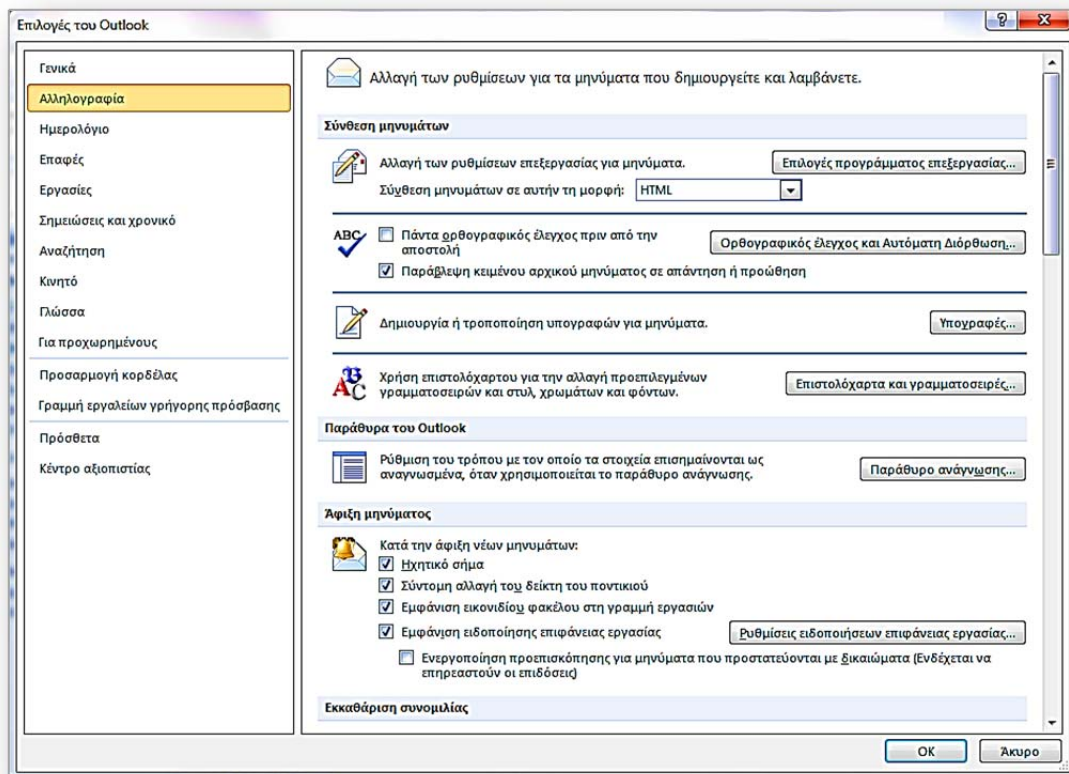 Επιλογές του Outlook
Γενικά
Αλληλογραφία
Ημερολόγιο
Επαφές
Εργασίες
Σημειώσεις και χρονικό
Αναζήτηση
Κινητό
Γλώσσα
Για προχωρημένους
Προσαρμογή κορδέλας
Γραμμή εργαλείων γρήγορης πρόσβασης
Πρόσθετα
Κέντρο αξιοπιστίας
Αλλαγή των ρυθμίσεων για τα μηνύματα που δημιουργείτε και λαμβάνετε.
Σύνθεση μηνυμάτων
Αλλαγή των ρυθμίσεων επεξεργασίας για μηνύματα.
Επιλογές προγράμματος επεξεργασίας...
Σύχθεση μηνυμάτων σε αυτήν τη μορφή: HTML
ABC
Πάντα ορθογραφικός έλεγχος πριν από την
αποστολή
Ορθογραφικός έλεγχος και Αυτόματη Διόρθωση...
Παράβλεψη κειμένου αρχικού μηνύματος σε απάντηση ή προώθηση
Δημιουργία ή τροποποίηση υπογραφών για μηνύματα.
Υπογραφές...
Χρήση επιστολόχαρτου για την αλλαγή προεπιλεγμένων
γραμματοσειρών και στυλ, χρωμάτων και φόντων.
Επιστολόχαρτα και γραμματοσειρές...
Παράθυρα του Outlook
Ρύθμιση του τρόπου με τον οποίο τα στοιχεία επισημαίνονται ως
αναγνωσμένα, όταν χρησιμοποιείται το παράθυρο ανάγνωσης.
Παράθυρο ανάγνωσης...
Άφιξη μηνύματος
Κατά την άφιξη νέων μηνυμάτων:
Ηχητικό σήμα
Σύντομη αλλαγή του δείκτη του ποντικιού
Εμφάνιση εικονιδίου φακέλου στη γραμμή εργασιών
Εμφάνιση ειδοποίησης επιφάνειας εργασίας
Ρυθμίσεις ειδοποιήσεων επιφάνειας εργασίας...
Ενεργοποίηση προεπισκόπησης για μηνύματα που προστατεύονται με δικαιώματα (Ενδέχεται να
επηρεαστούν οι επιδόσεις)
Εκκαθάριση συνομιλίας
OK
Άκυρο